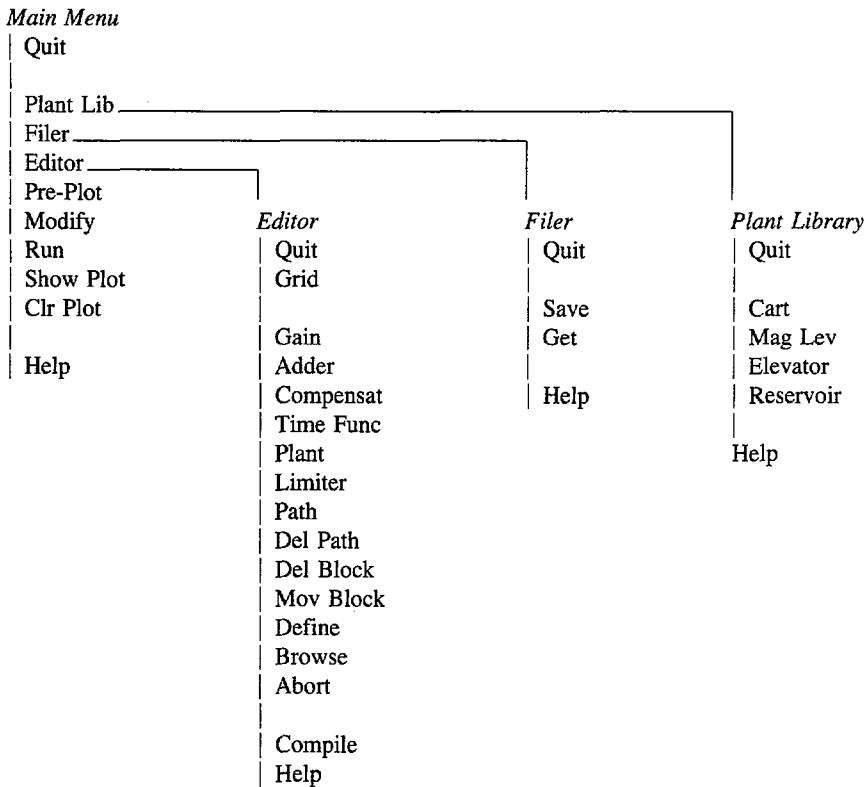 Main Menu
Quit
Plant Lib
Filer
Editor
Pre-Plot
Modify
Run
Show Plot
Clr Plot
Help
Editor
Quit
Grid
Gain
Adder
Compensat
Time Func
Plant
Limiter
Path
Del Path
Del Block
Mov Block
Define
Browse
Abort
Compile
Help
Filer
Quit
Save
Get
Help
Plant Library
Quit
Cart
Mag Lev
Elevator
Reservoir
Help